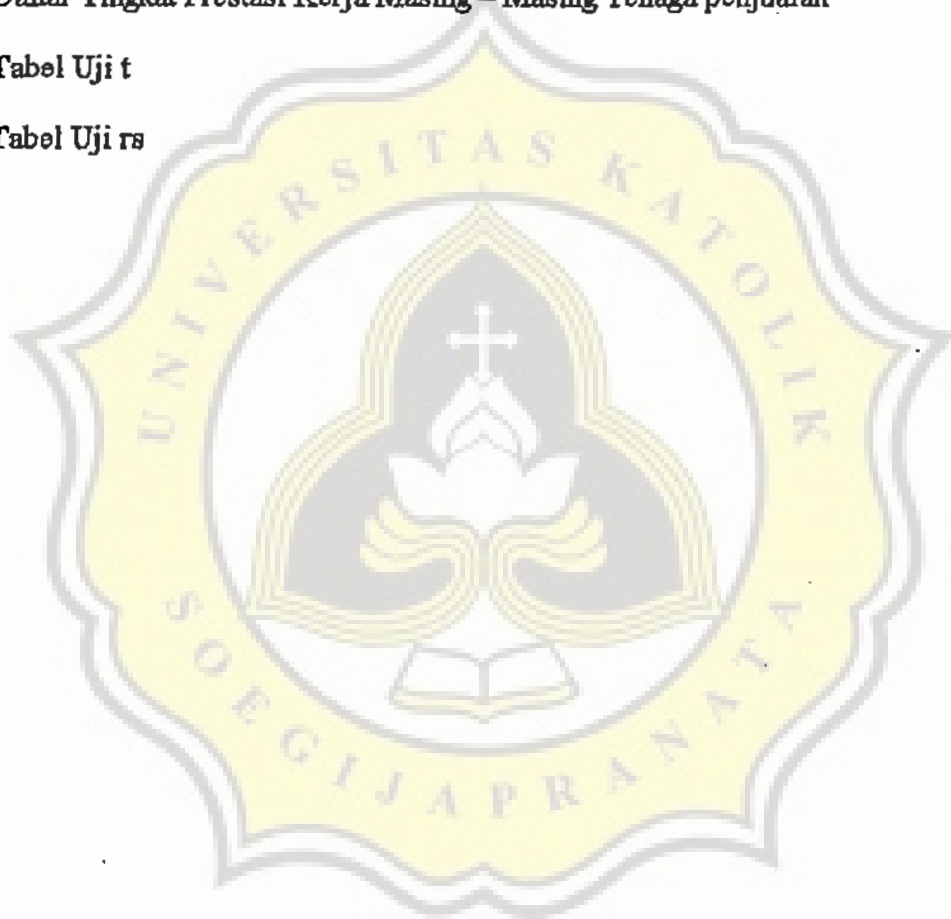 Daftar Tingkat Prestasi Kerja Masing – Masing Tenaga penjualan
Tabel Uji t
Tabel Uji rs
UNIVERSITAS KATOLIK
SOEGIJAPRANATA